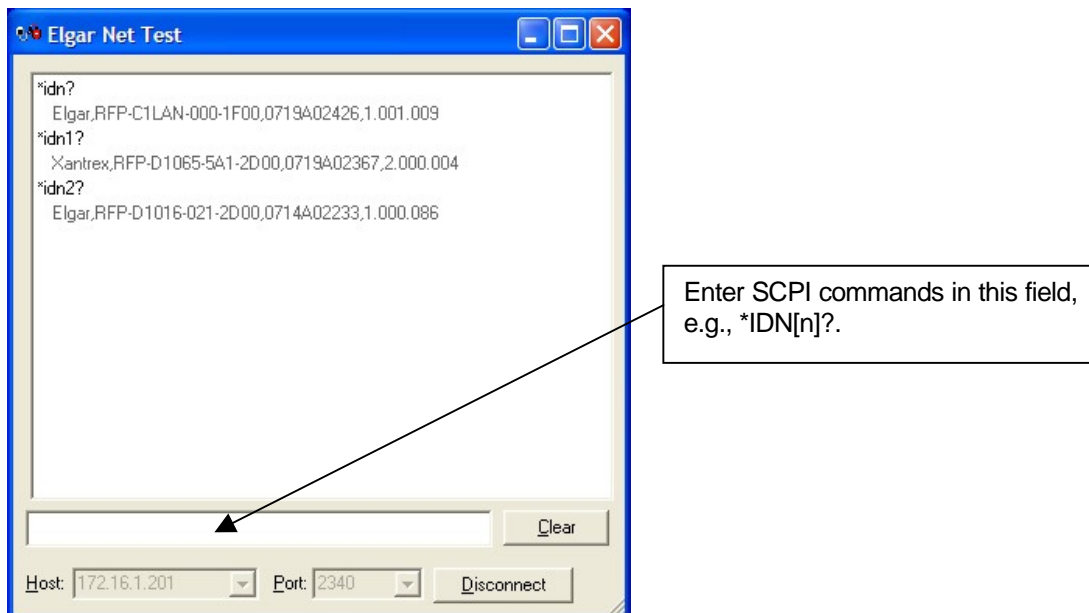 Elgar Net Test
*idn?
Elgar,RFP-C1LAN-000-1F00,0719A02426,1.001.009
*idn1?
Xantrex,RFP-D1065-5A1-2D00,0719A02367,2.000.004
*idn2?
Elgar,RFP-D1016-021-2D00,0714A02233,1.000.086
Enter SCPI commands in this field,
e.g., *IDN[n]?.
Clear
Host: 172.16.1.201 Port: 2340 Disconnect